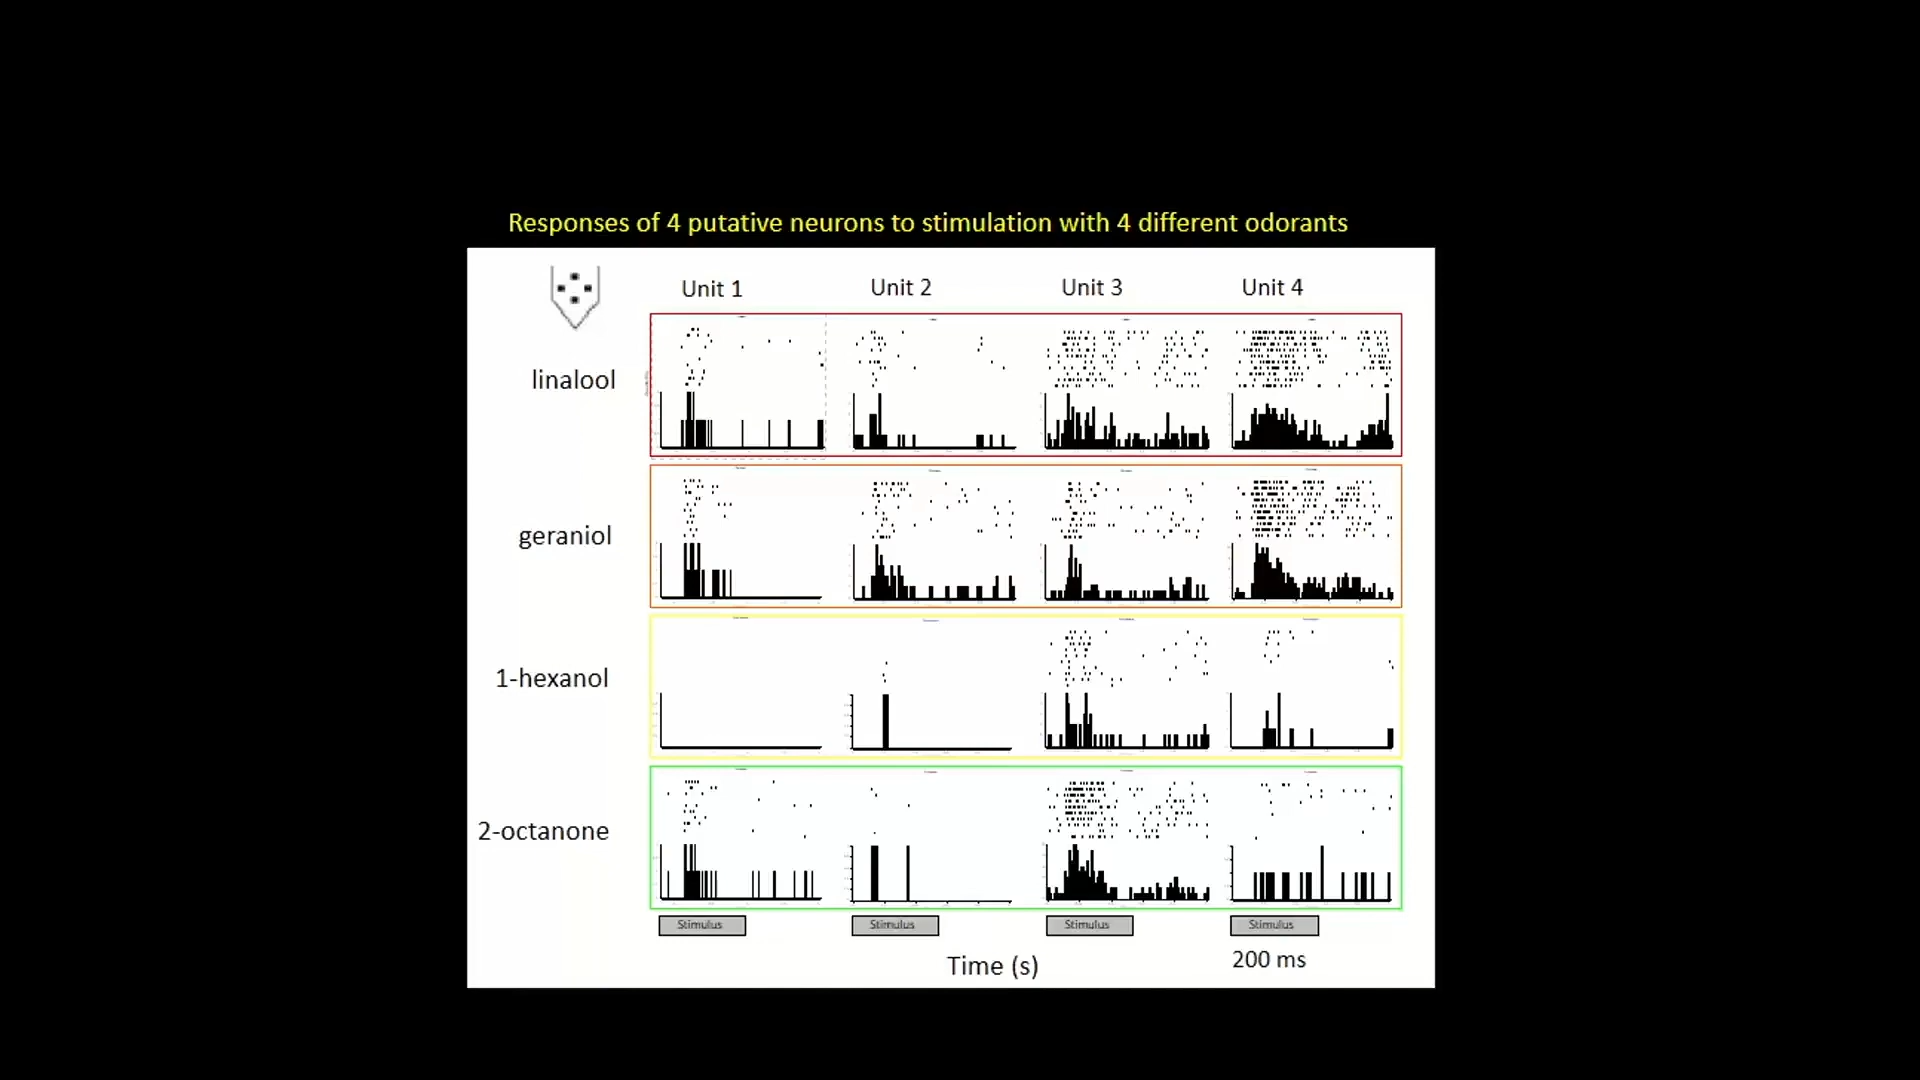 Responses of 4 putative neurons to stimulation with 4 different odorants
Unit 1 Unit 2 Unit 3 Unit 4
linalool
geraniol
1-hexanol
2-octanone
Stimulus Stimulus Stimulus Stimulus
Time (s) 200 ms